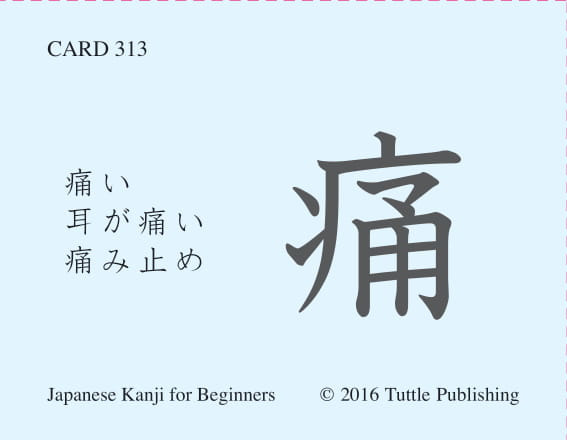 CARD 313
痛い
耳が痛い
痛み止め
痛
Japanese Kanji for Beginners © 2016 Tuttle Publishing